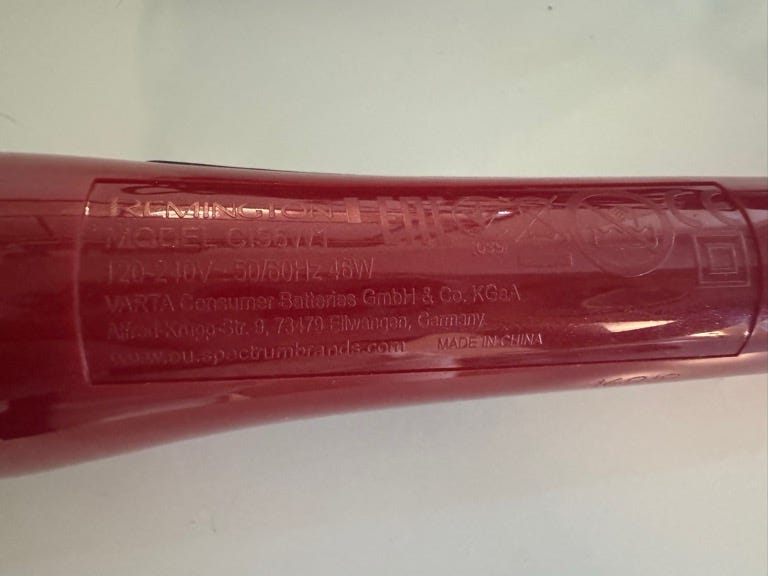 REMINGTON
MODEL
120-240V~ 50/60Hz 46W
VARTA Consumer Batteries GmbH & Co. KGaA
Alfred-Krupp-Str. 9, 73479 Ellwangen, Germany
www.eu.spectrumbrands.com MADE IN CHINA